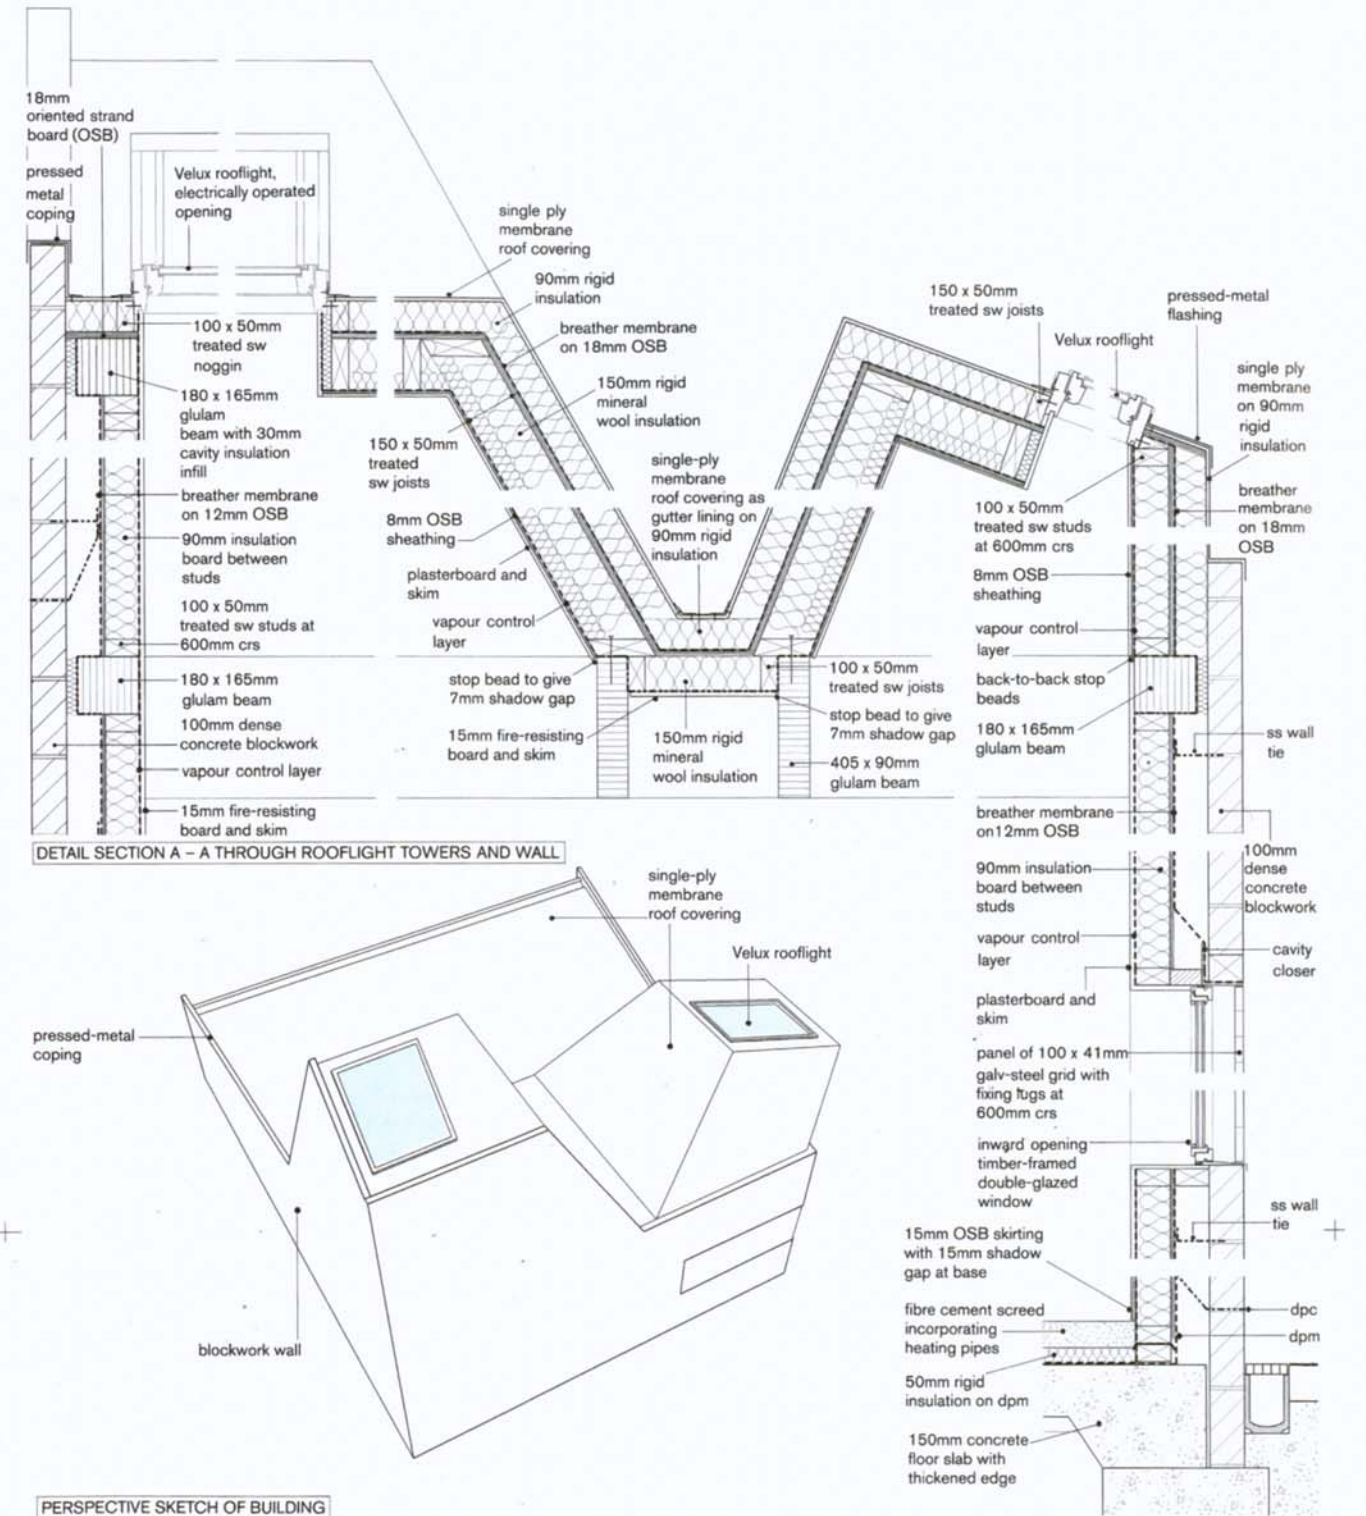 18mm
oriented strand
board (OSB)
pressed
metal
coping
Velux rooflight,
electrically operated
opening
single ply
membrane
roof covering
90mm rigid
insulation
breather membrane
on 18mm OSB
150mm rigid
mineral
wool insulation
100 x 50mm
treated sw
noggin
180 x 165mm
glulam
beam with 30mm
cavity insulation
infill
breather membrane
on 12mm OSB
90mm insulation
board between
studs
100 x 50mm
treated sw studs at
600mm crs
180 x 165mm
glulam beam
100mm dense
concrete blockwork
vapour control layer
15mm fire-resisting
board and skim
150 x 50mm
treated
sw joists
8mm OSB
sheathing
plasterboard and
skim
vapour control
layer
stop bead to give
7mm shadow gap
15mm fire-resisting
board and skim
single-ply
membrane
roof covering as
gutter lining on
90mm rigid
insulation
150mm rigid
mineral
wool insulation
100 x 50mm
treated sw joists
stop bead to give
7mm shadow gap
405 x 90mm
glulam beam
150 x 50mm
treated sw joists
Velux rooflight
pressed-metal
flashing
single ply
membrane
on 90mm
rigid
insulation
breather
membrane
on 18mm
OSB
100 x 50mm
treated sw studs
at 600mm crs
8mm OSB
sheathing
vapour control
layer
back-to-back stop
beads
180 x 165mm
glulam beam
ss wall
tie
breather membrane
on12mm OSB
100mm
dense
concrete
blockwork
90mm insulation
board between
studs
vapour control
layer
cavity
closer
plasterboard and
skim
panel of 100 x 41mm
galv-steel grid with
fixing lugs at
600mm crs
inward opening
timber-framed
double-glazed
window
ss wall
tie
15mm OSB skirting
with 15mm shadow
gap at base
fibre cement screed
incorporating
heating pipes
dpc
dpm
50mm rigid
insulation on dpm
150mm concrete
floor slab with
thickened edge
DETAIL SECTION A – A THROUGH ROOFLIGHT TOWERS AND WALL
single-ply
membrane
roof covering
Velux rooflight
pressed-metal
coping
blockwork wall
PERSPECTIVE SKETCH OF BUILDING